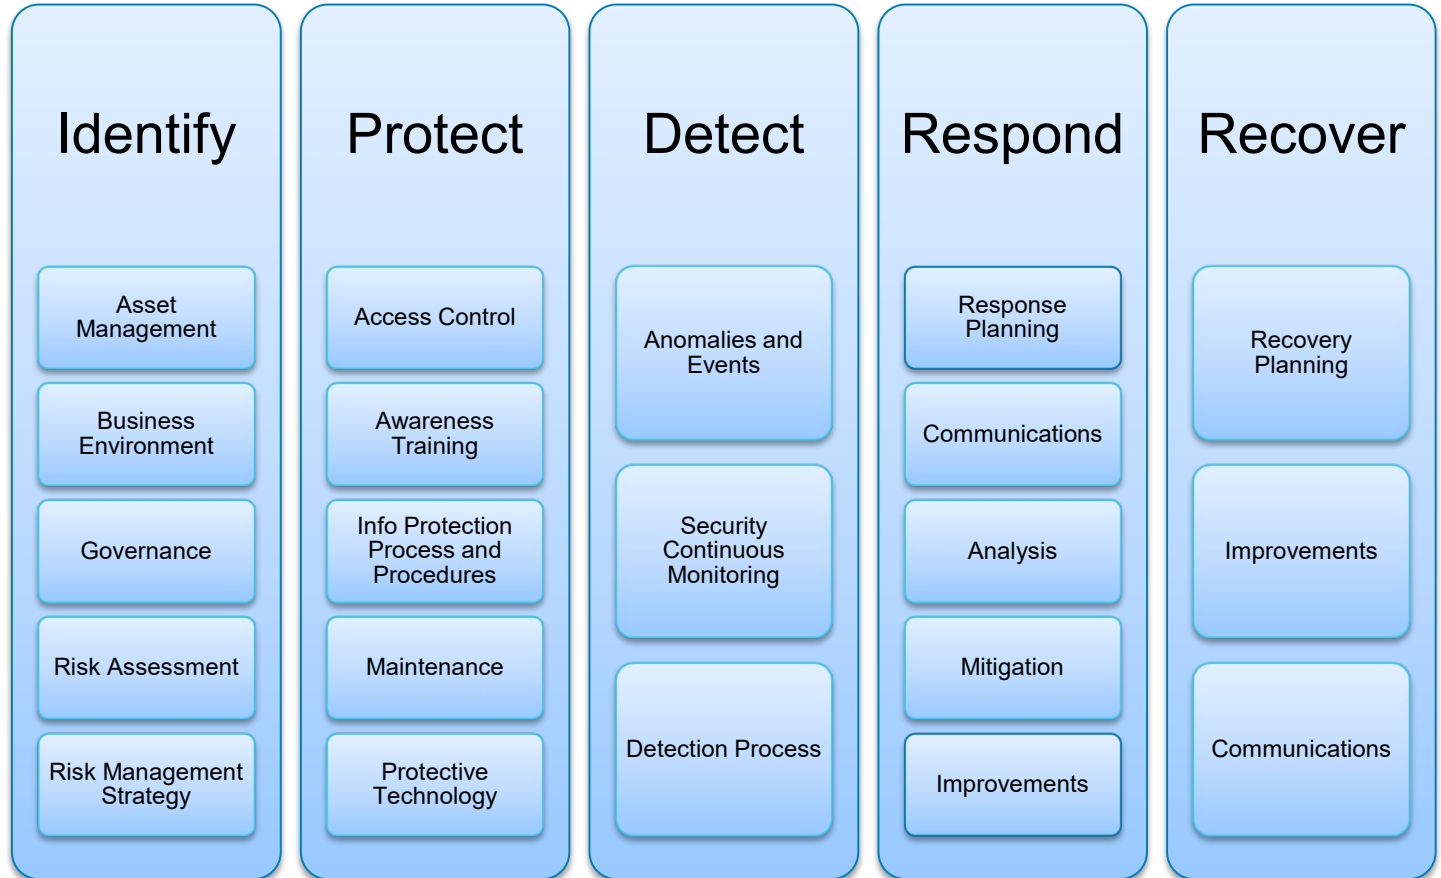 Identify
Asset
Management
Business
Environment
Governance
Risk Assessment
Risk Management
Strategy
Protect
Access Control
Awareness
Training
Info Protection
Process and
Procedures
Maintenance
Protective
Technology
Detect
Anomalies and
Events
Security
Continuous
Monitoring
Detection Process
Respond
Response
Planning
Communications
Analysis
Mitigation
Improvements
Recover
Recovery
Planning
Improvements
Communications